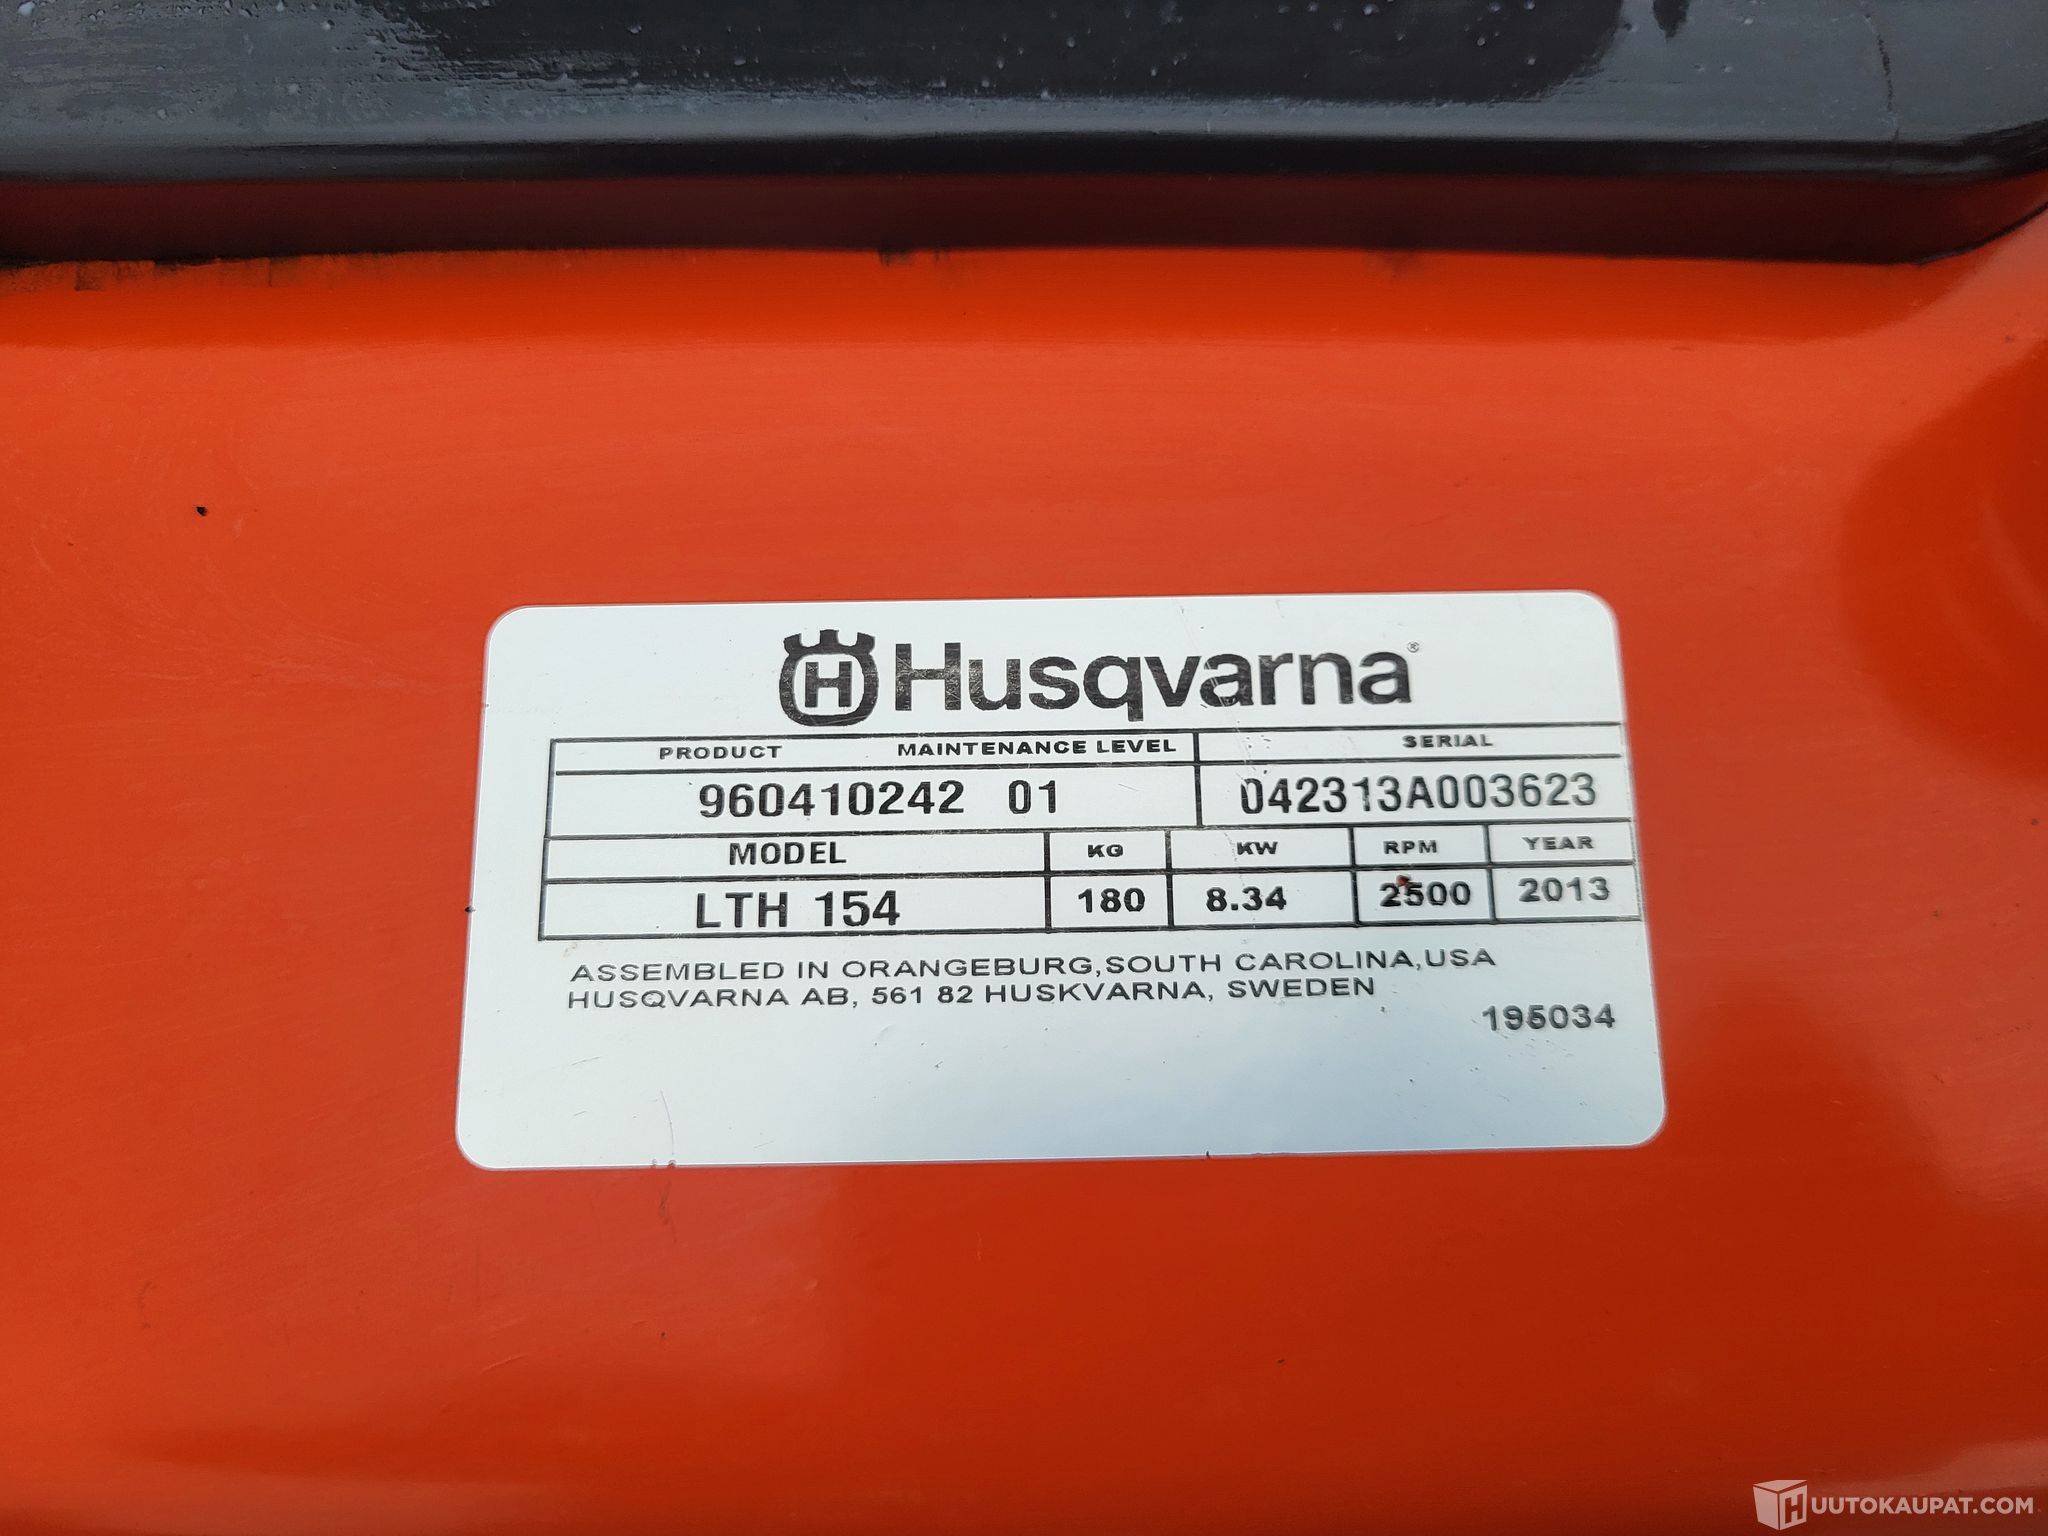 H Husqvarna®
PRODUCT MAINTENANCE LEVEL SERIAL
960410242 01 042313A003623
MODEL KG KW RPM YEAR
LTH 154 180 8.34 2500 2013
ASSEMBLED IN ORANGEBURG,SOUTH CAROLINA,USA
HUSQVARNA AB, 561 82 HUSKVARNA, SWEDEN
195034
HUUTOKAUPAT.COM